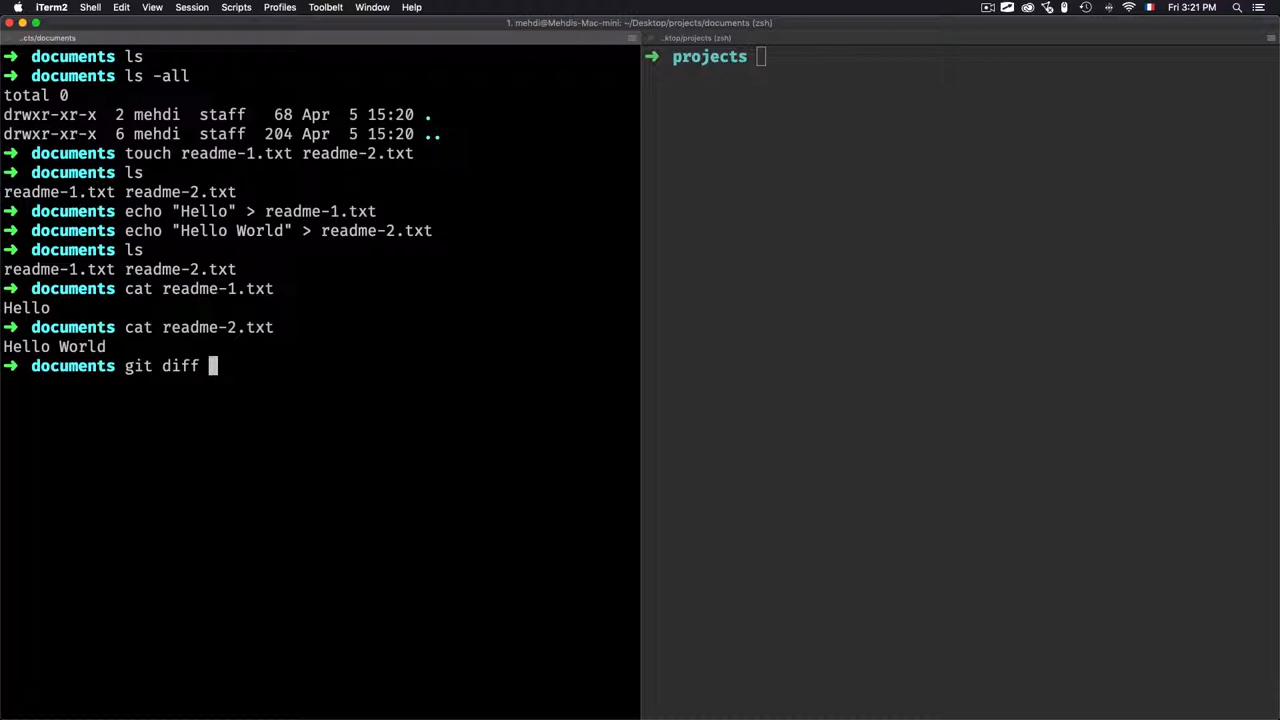 iTerm2 Shell Edit View Session Scripts Profiles Toolbelt Window Help Fri 3:21 PM
1. mehdi@Mehdis-Mac-mini: ~/Desktop/projects/documents (zsh)
..cts/documents
..ktop/projects (zsh)
➜ documents ls
➜ documents ls -all
total 0
drwxr-xr-x 2 mehdi staff 68 Apr 5 15:20 .
drwxr-xr-x 6 mehdi staff 204 Apr 5 15:20 ..
➜ documents touch readme-1.txt readme-2.txt
➜ documents ls
readme-1.txt readme-2.txt
➜ documents echo "Hello" > readme-1.txt
➜ documents echo "Hello World" > readme-2.txt
➜ documents ls
readme-1.txt readme-2.txt
➜ documents cat readme-1.txt
Hello
➜ documents cat readme-2.txt
Hello World
➜ documents git diff
➜ projects